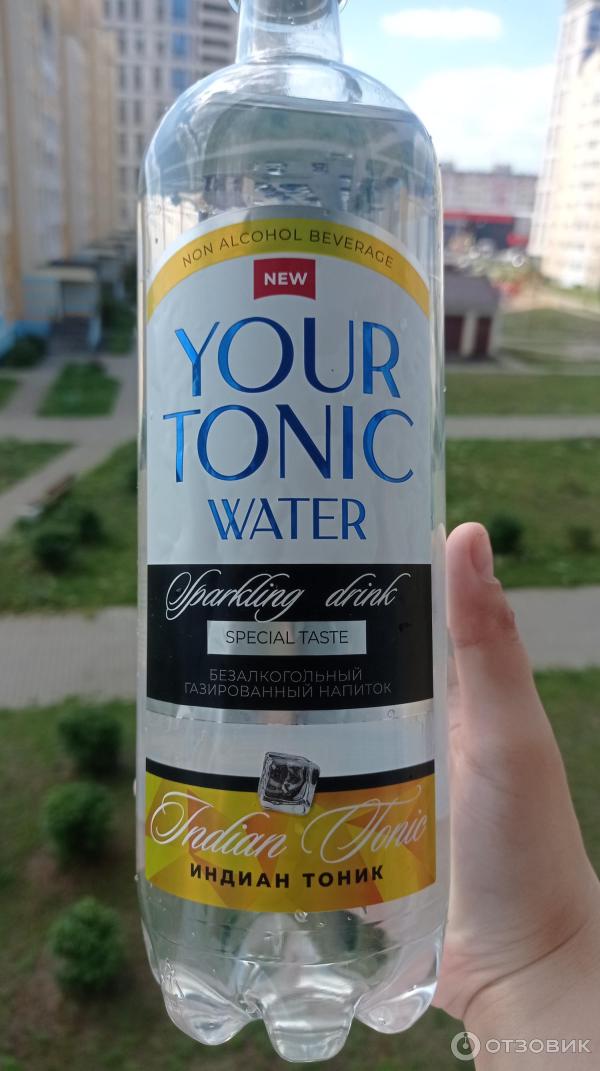 NON ALCOHOL BEVERAGE
NEW
YOUR
TONIC
WATER
Sparkling drink
SPECIAL TASTE
БЕЗАЛКОГОЛЬНЫЙ
ГАЗИРОВАННЫЙ НАПИТОК
Indian Tonic
ИНДИАН ТОНИК
ОТЗОВИК